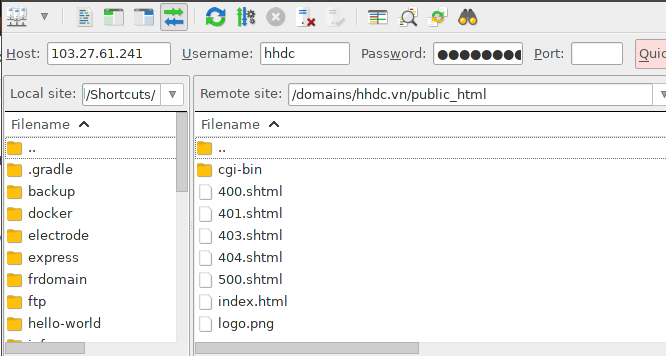 Host: 103.27.61.241 Username: hhdc Password: ●●●●●●●● Port: Quic
Local site: /Shortcuts/ Remote site: /domains/hhdc.vn/public_html
Filename Filename
.. ..
.gradle cgi-bin
backup 400.shtml
docker 401.shtml
electrode 403.shtml
express 404.shtml
frdomain 500.shtml
ftp index.html
hello-world logo.png